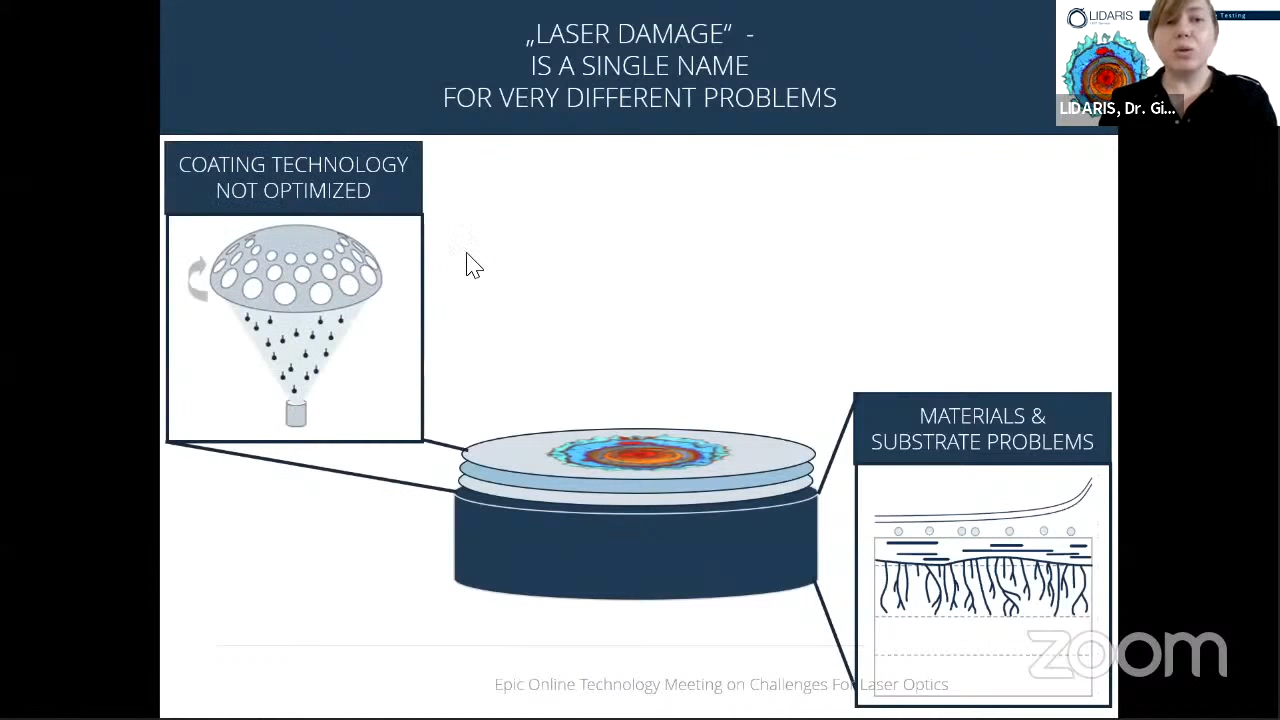 „LASER DAMAGE“ -
IS A SINGLE NAME
FOR VERY DIFFERENT PROBLEMS
LIDARIS
Testing
LIDARIS, Dr. Gi...
COATING TECHNOLOGY
NOT OPTIMIZED
MATERIALS &
SUBSTRATE PROBLEMS
zoom
Epic Online Technology Meeting on Challenges For Laser Optics